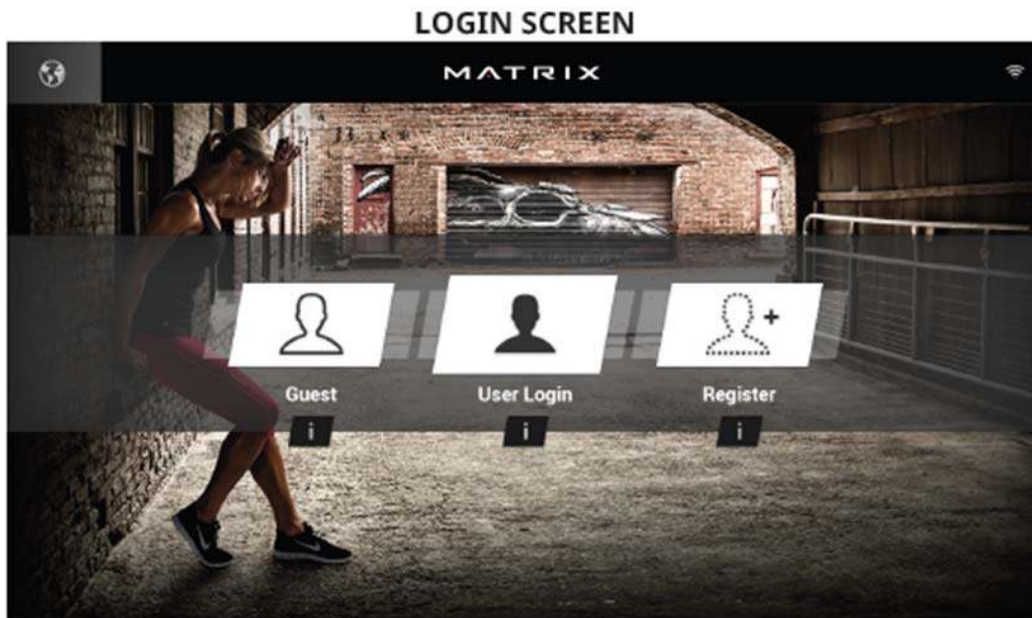 LOGIN SCREEN
MATRIX
Guest
User Login
Register
i
i
i